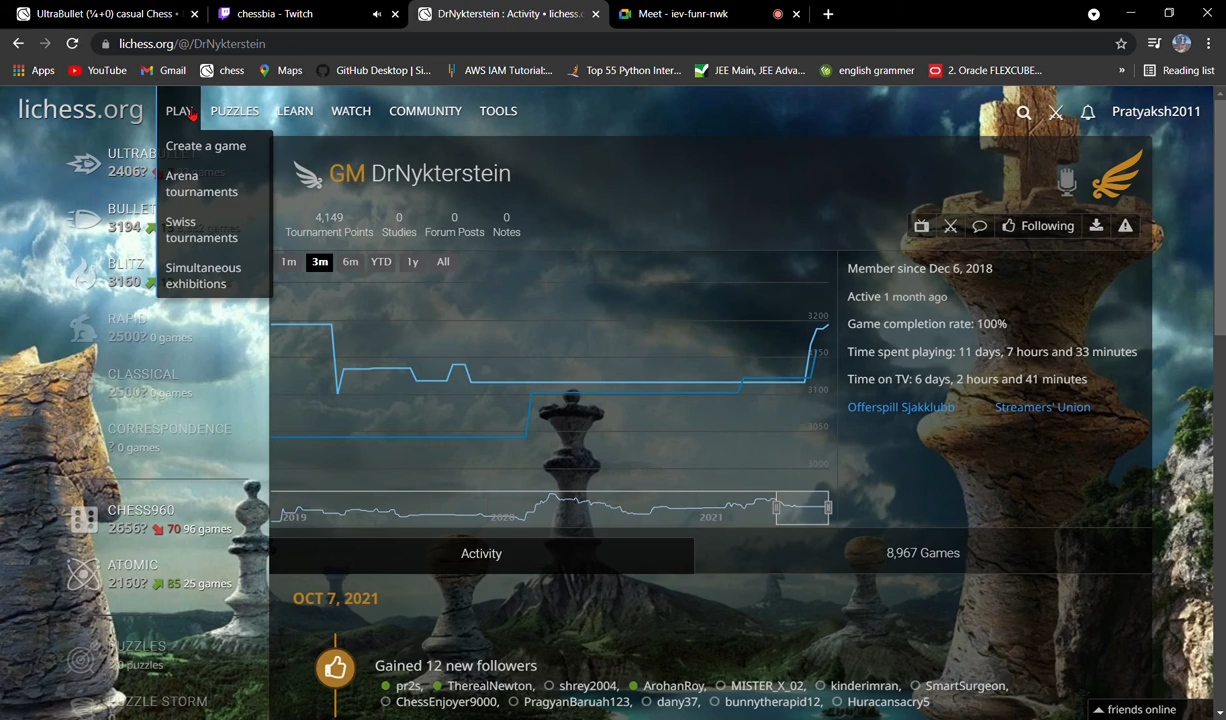 UltraBullet (¼+0) casual Chess •
chessbia - Twitch
DrNykterstein : Activity • lichess.o
Meet - iev-funr-nwk
lichess.org/@/DrNykterstein
Apps
YouTube
Gmail
chess
Maps
GitHub Desktop | Si...
AWS IAM Tutorial:...
Top 55 Python Inter...
JEE Main, JEE Adva...
english grammer
2. Oracle FLEXCUBE...
»
Reading list
lichess.org
PLAY
PUZZLES
LEARN
WATCH
COMMUNITY
TOOLS
Pratyaksh2011
Create a game
Arena
tournaments
Swiss
tournaments
Simultaneous
exhibitions
2406?
BULLET
3194
BLITZ
3160
RAPID
2500? 0 games
CLASSICAL
2500? 0 games
CORRESPONDENCE
? 0 games
CHESS960
2656? 70 96 games
ATOMIC
2160? 85 25 games
PUZZLES
PUZZLE STORM
GM DrNykterstein
4,149
Tournament Points
0
Studies
0
Forum Posts
0
Notes
Following
1m
3m
6m
YTD
1y
All
3200
3150
3100
3050
3000
2019
2020
2021
Member since Dec 6, 2018
Active 1 month ago
Game completion rate: 100%
Time spent playing: 11 days, 7 hours and 33 minutes
Time on TV: 6 days, 2 hours and 41 minutes
Offerspill Sjakklubb
Streamers' Union
Activity
8,967 Games
OCT 7, 2021
Gained 12 new followers
pr2s, TherealNewton, shrey2004, ArohanRoy, MISTER_X_02, kinderimran, SmartSurgeon,
ChessEnjoyer9000, PragyanBaruah123, dany37, bunnytherapid12, Huracansacry5
friends online